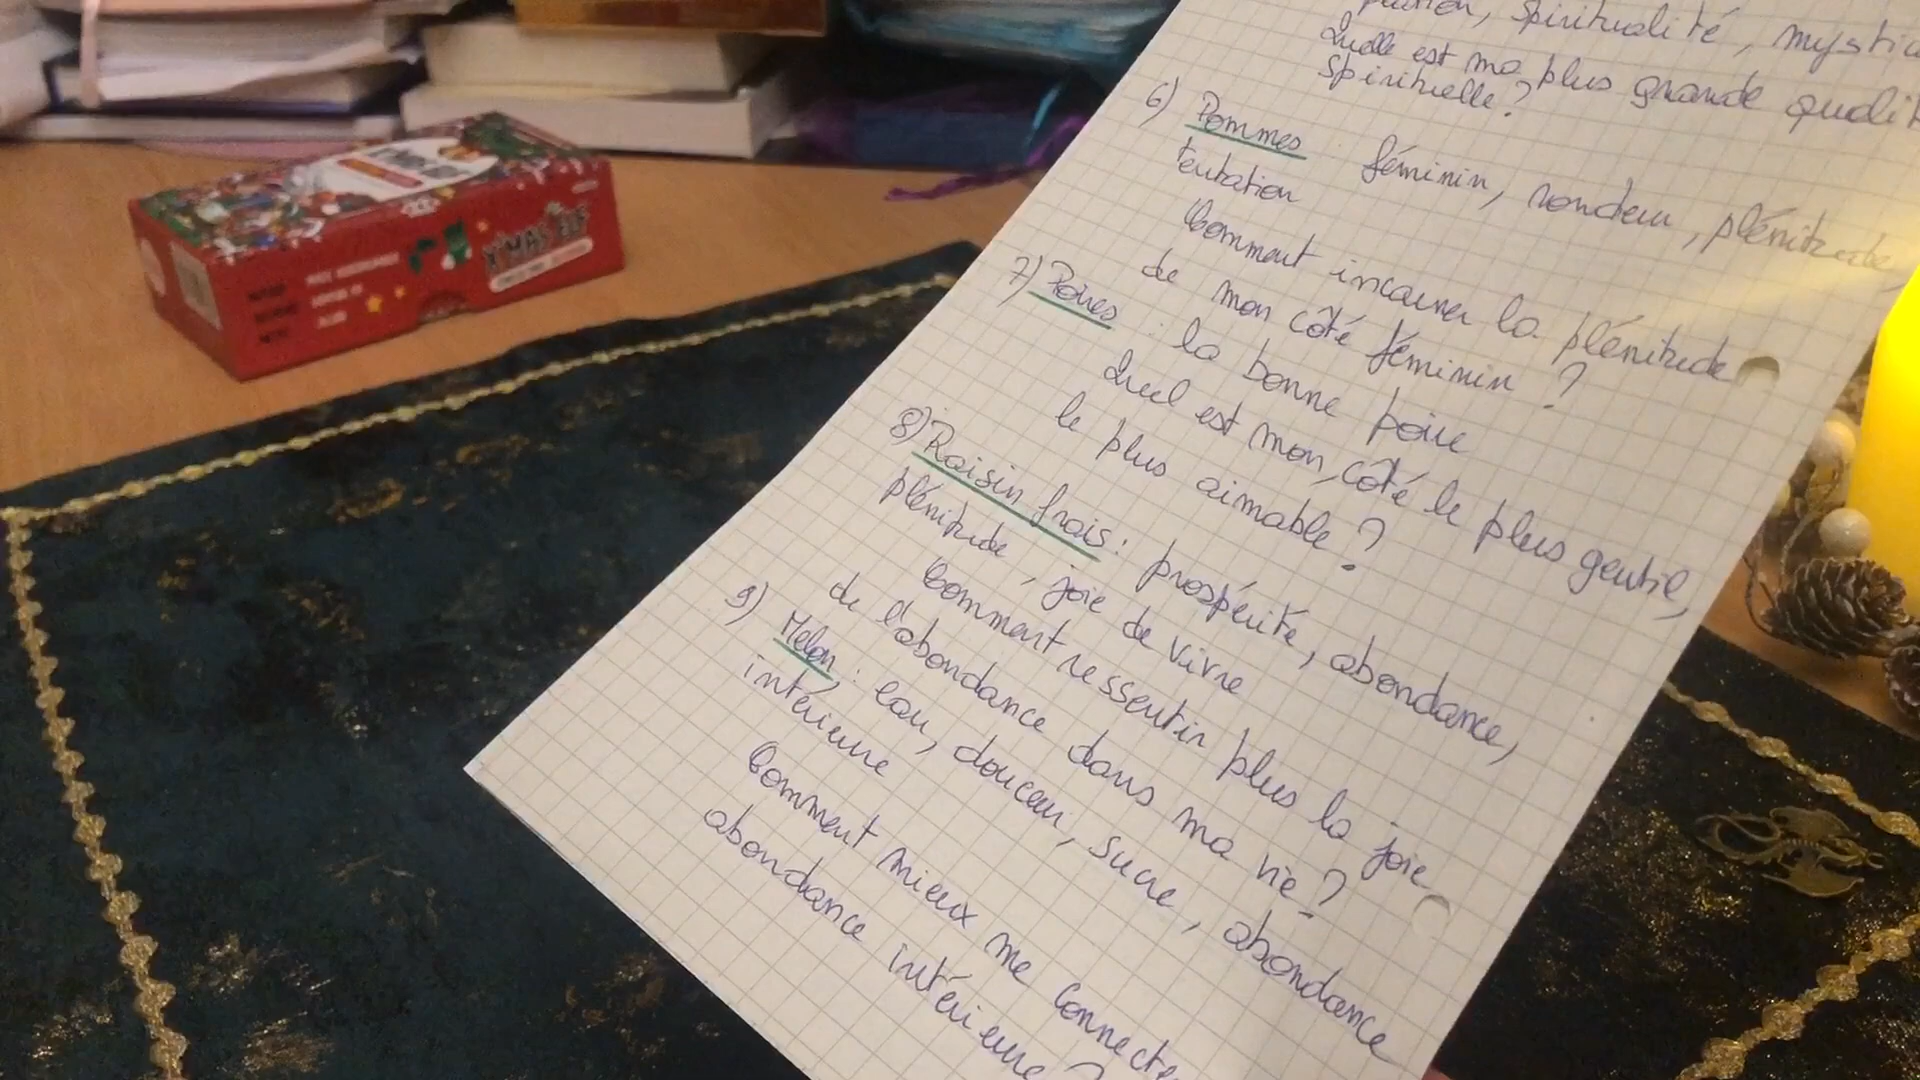 spiritualité,
Quelle est ma plus grande
spirituelle ?
6) Pommes féminin, rondeur, plénitude,
tentation
Comment incarner la plénitude
de mon côté féminin ?
7) Poires : la bonne poire
Quel est mon côté le plus gentil,
le plus aimable ?
8) Raisin frais : prospérité, abondance,
plénitude, joie de vivre
Comment ressentir plus la joie
de l'abondance dans ma vie ?
9) Melon : eau, douceur, sucre, abondance
intérieure
Comment mieux me
abondance intérieure ?
X'MAS